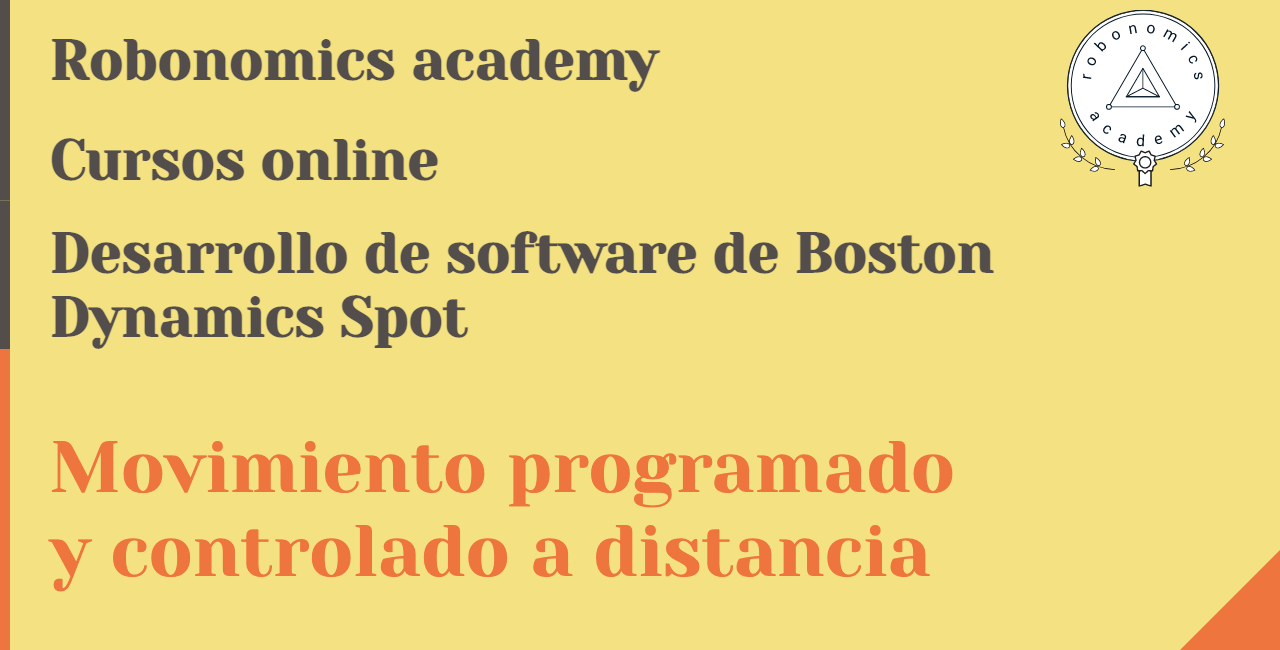 Robonomics academy
robonomics
academy
Cursos online
Desarrollo de software de Boston
Dynamics Spot
Movimiento programado
y controlado a distancia